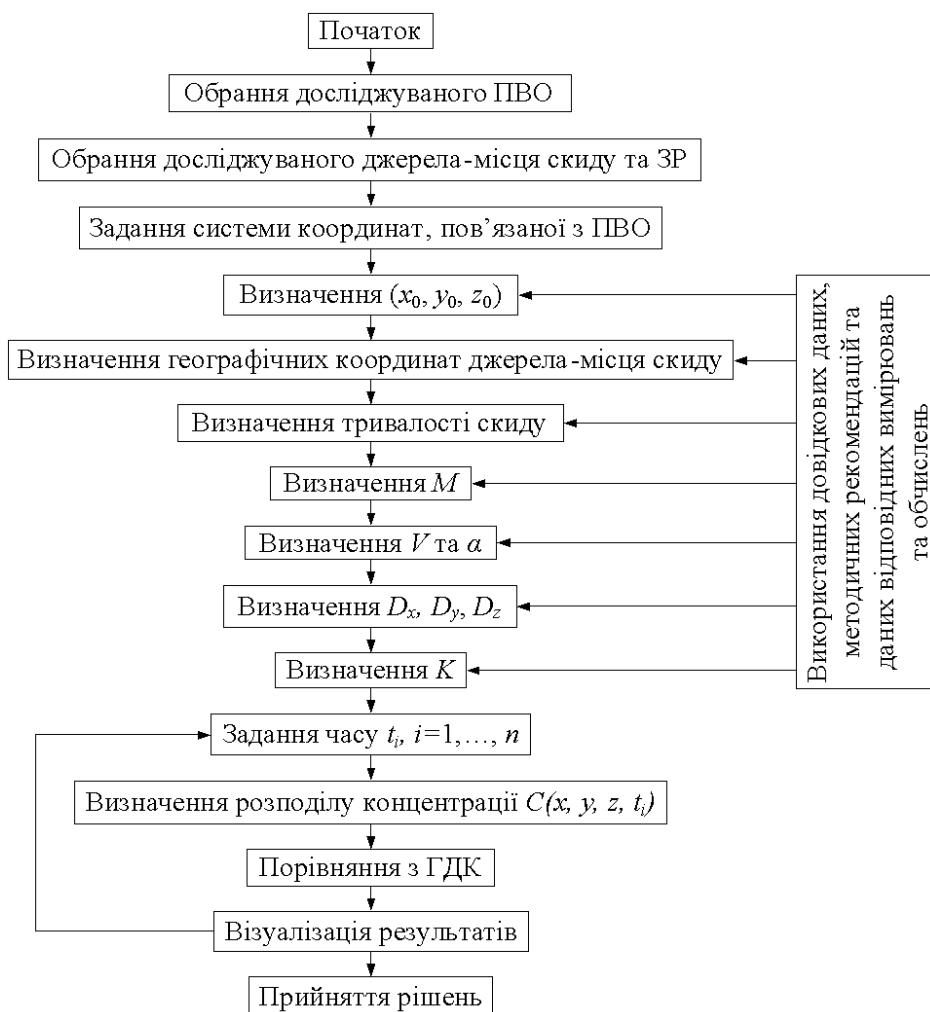 Початок
Обрання досліджуваного ПВО
Обрання досліджуваного джерела-місця скиду та ЗР
Задання системи координат, пов’язаної з ПВО
Визначення (x₀, y₀, z₀)
Визначення географічних координат джерела-місця скиду
Визначення тривалості скиду
Визначення M
Визначення V та α
Визначення Dₓ, D_y, D_z
Визначення K
Задання часу tᵢ, i=1,…, n
Визначення розподілу концентрації C(x, y, z, tᵢ)
Порівняння з ГДК
Візуалізація результатів
Прийняття рішень
Використання довідкових даних,
методичних рекомендацій та
даних відповідних вимірювань
та обчислень